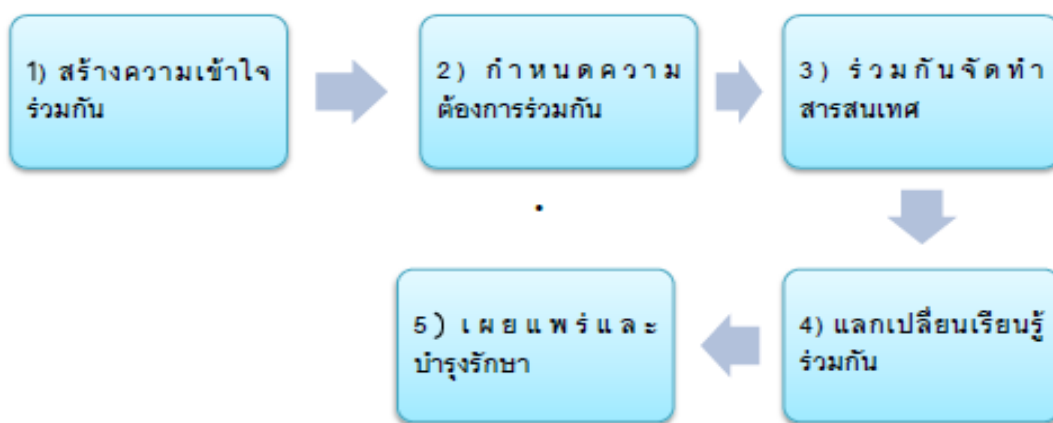 1) สร้างความเข้าใจ
ร่วมกัน
2) กำหนดความ
ต้องการร่วมกัน
3) ร่วมกันจัดทำ
สารสนเทศ
4) แลกเปลี่ยนเรียนรู้
ร่วมกัน
5) เผยแพร่และ
บำรุงรักษา